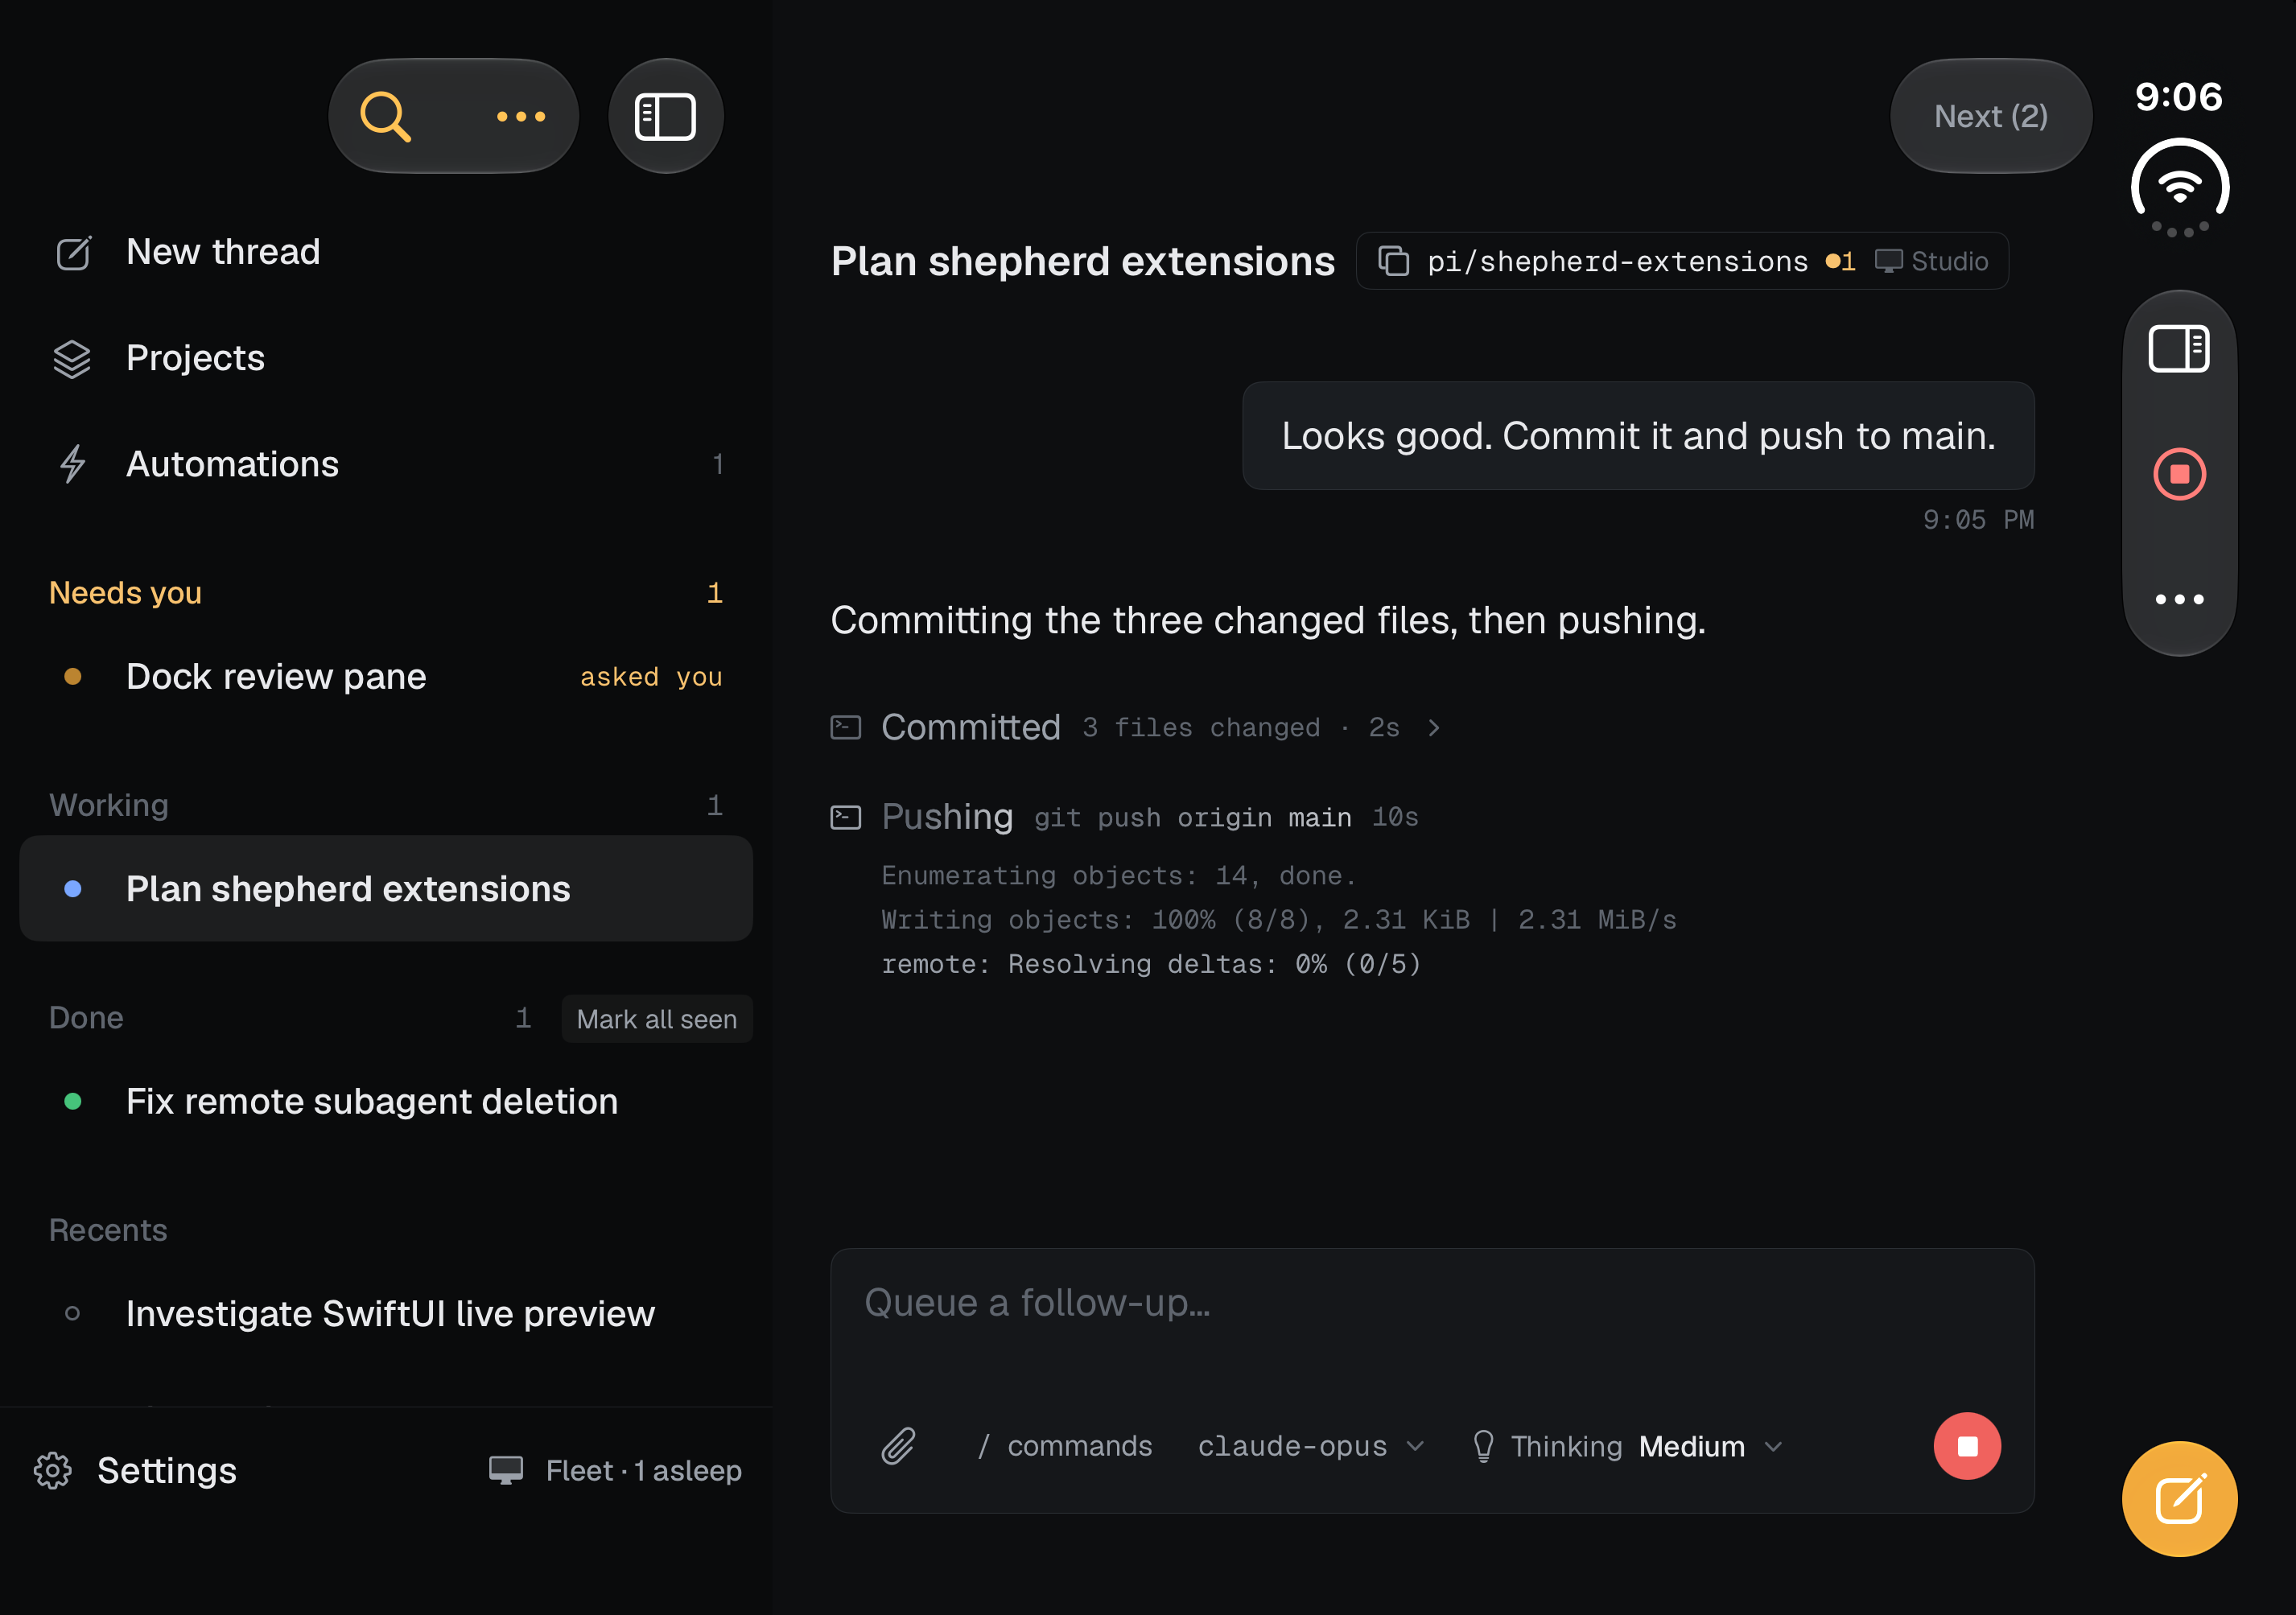 New thread
Projects
Automations 1
Needs you 1
Dock review pane asked you
Working 1
Plan shepherd extensions
Done 1 Mark all seen
Fix remote subagent deletion
Recents
Investigate SwiftUI live preview
Settings Fleet · 1 asleep
Next (2)
9:06
Plan shepherd extensions pi/shepherd-extensions 1 Studio
Looks good. Commit it and push to main.
9:05 PM
Committing the three changed files, then pushing.
Committed 3 files changed · 2s
Pushing git push origin main 10s
Enumerating objects: 14, done.
Writing objects: 100% (8/8), 2.31 KiB | 2.31 MiB/s
remote: Resolving deltas: 0% (0/5)
Queue a follow-up…
/ commands claude-opus Thinking Medium